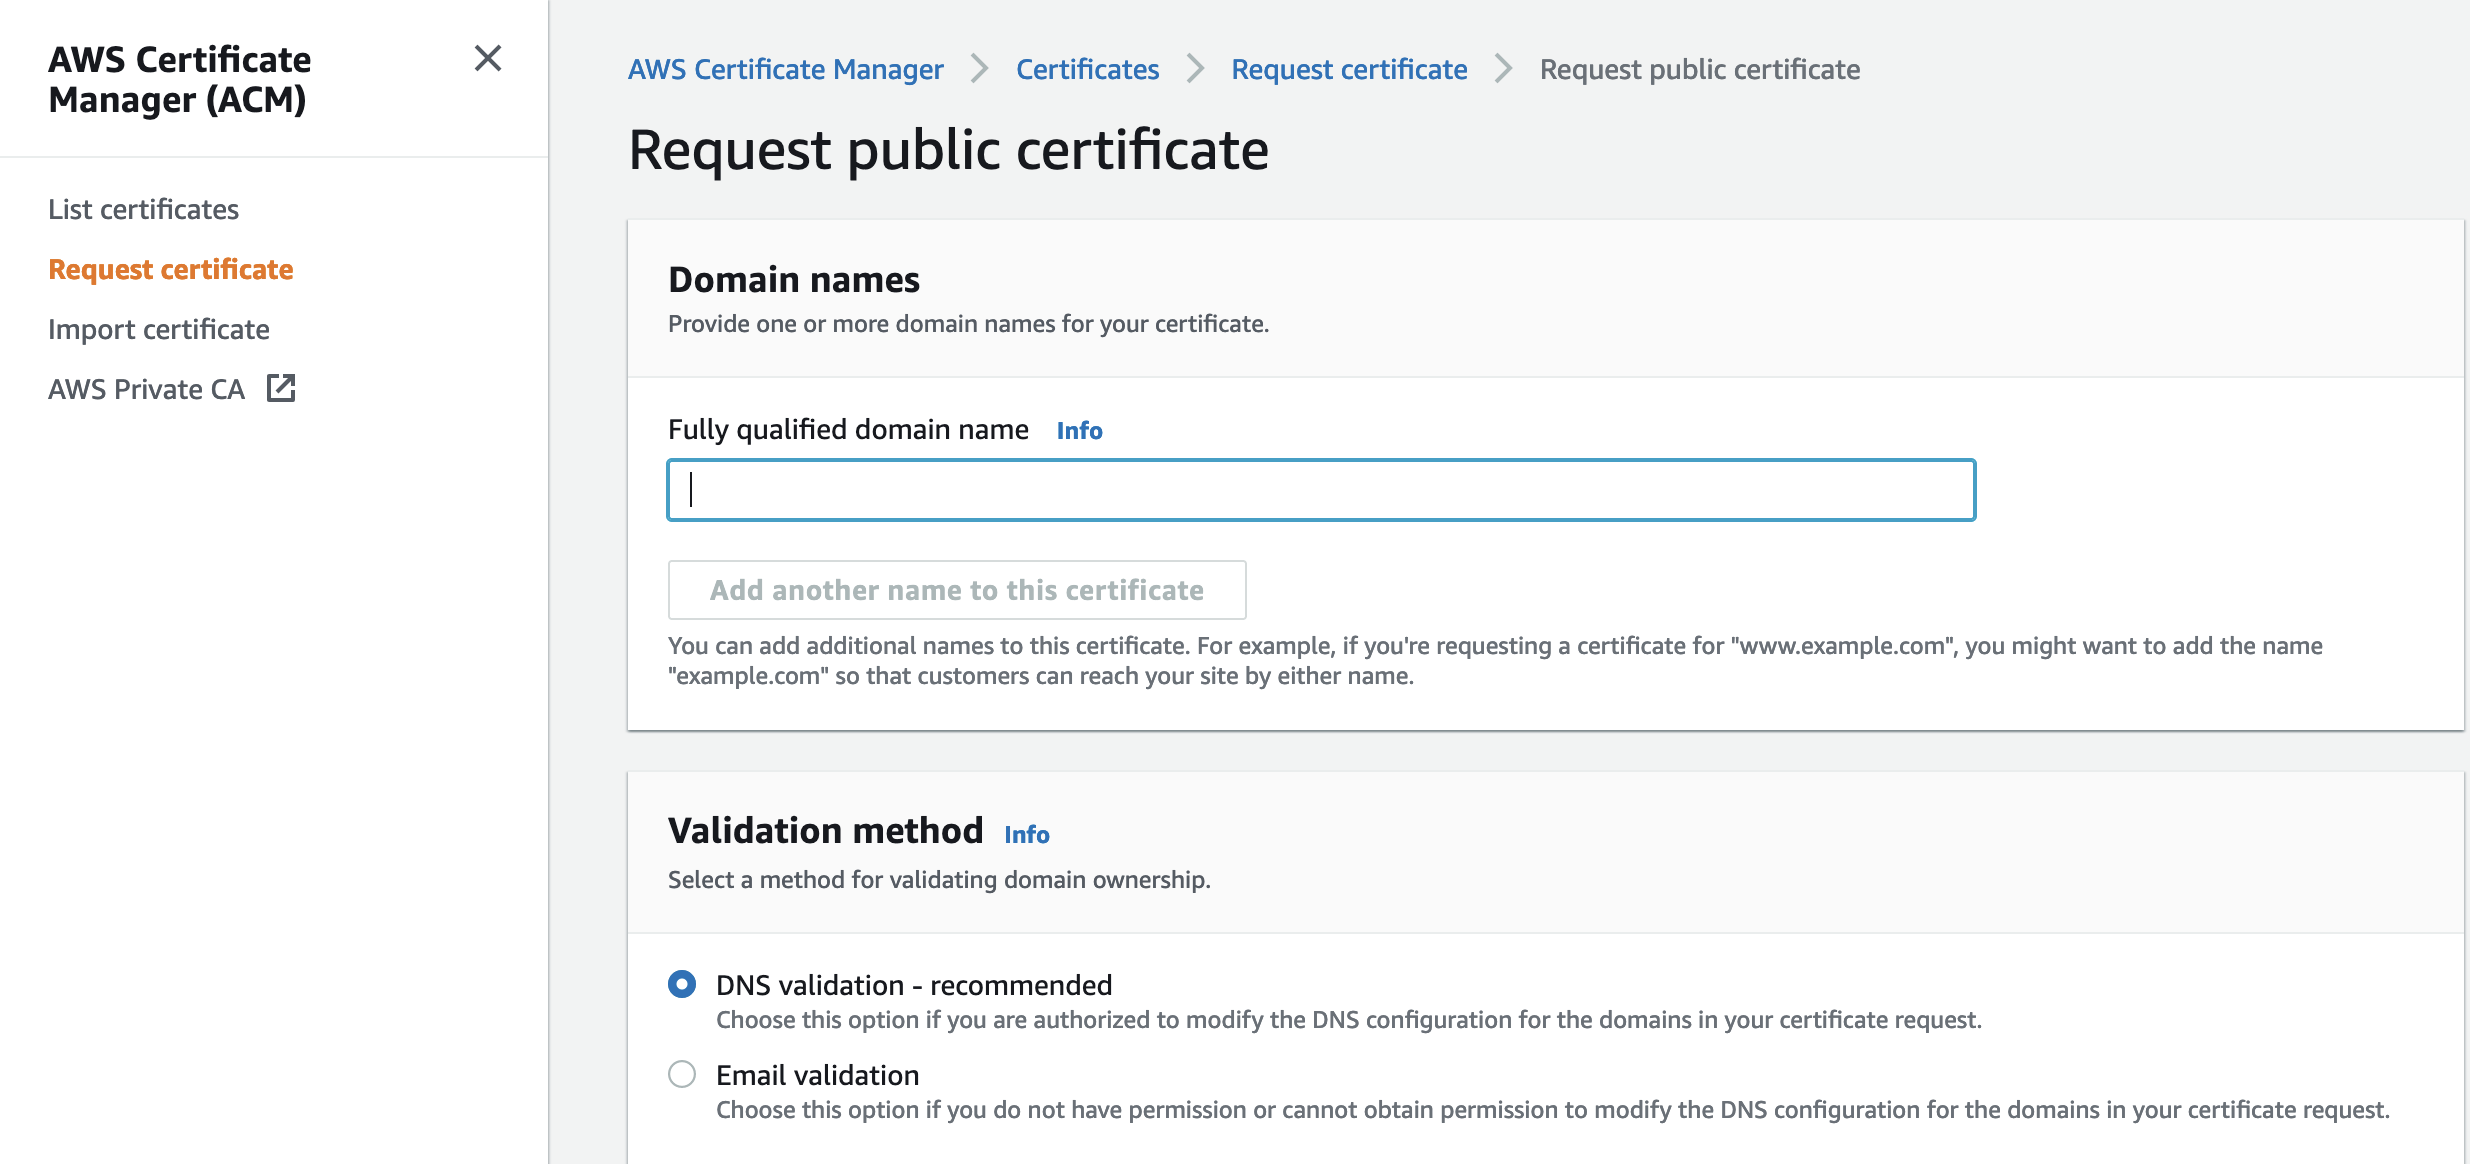 AWS Certificate
Manager (ACM)
List certificates
Request certificate
Import certificate
AWS Private CA
AWS Certificate Manager
Certificates
Request certificate
Request public certificate
Request public certificate
Domain names
Provide one or more domain names for your certificate.
Fully qualified domain name Info
Add another name to this certificate
You can add additional names to this certificate. For example, if you're requesting a certificate for "www.example.com", you might want to add the name
"example.com" so that customers can reach your site by either name.
Validation method Info
Select a method for validating domain ownership.
DNS validation - recommended
Choose this option if you are authorized to modify the DNS configuration for the domains in your certificate request.
Email validation
Choose this option if you do not have permission or cannot obtain permission to modify the DNS configuration for the domains in your certificate request.